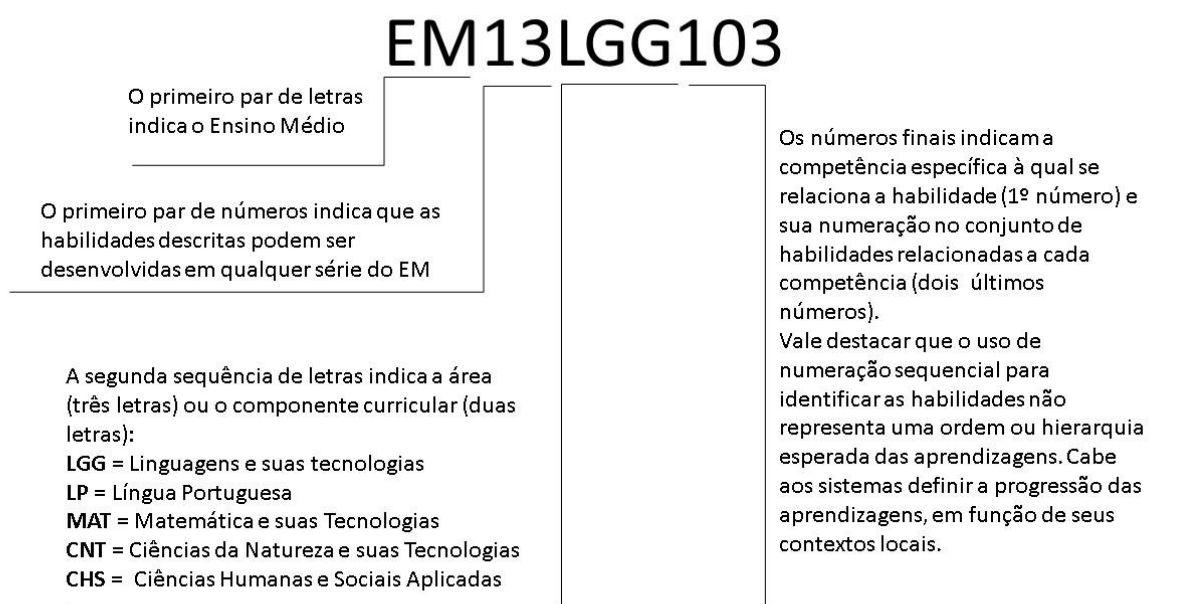 EM13LGG103
O primeiro par de letras
indica o Ensino Médio
O primeiro par de números indica que as
habilidades descritas podem ser
desenvolvidas em qualquer série do EM
A segunda sequência de letras indica a área
(três letras) ou o componente curricular (duas
letras):
LGG = Linguagens e suas tecnologias
LP = Língua Portuguesa
MAT = Matemática e suas Tecnologias
CNT = Ciências da Natureza e suas Tecnologias
CHS = Ciências Humanas e Sociais Aplicadas
Os números finais indicam a
competência específica à qual se
relaciona a habilidade (1º número) e
sua numeração no conjunto de
habilidades relacionadas a cada
competência (dois últimos
números).
Vale destacar que o uso de
numeração sequencial para
identificar as habilidades não
representa uma ordem ou hierarquia
esperada das aprendizagens. Cabe
aos sistemas definir a progressão das
aprendizagens, em função de seus
contextos locais.